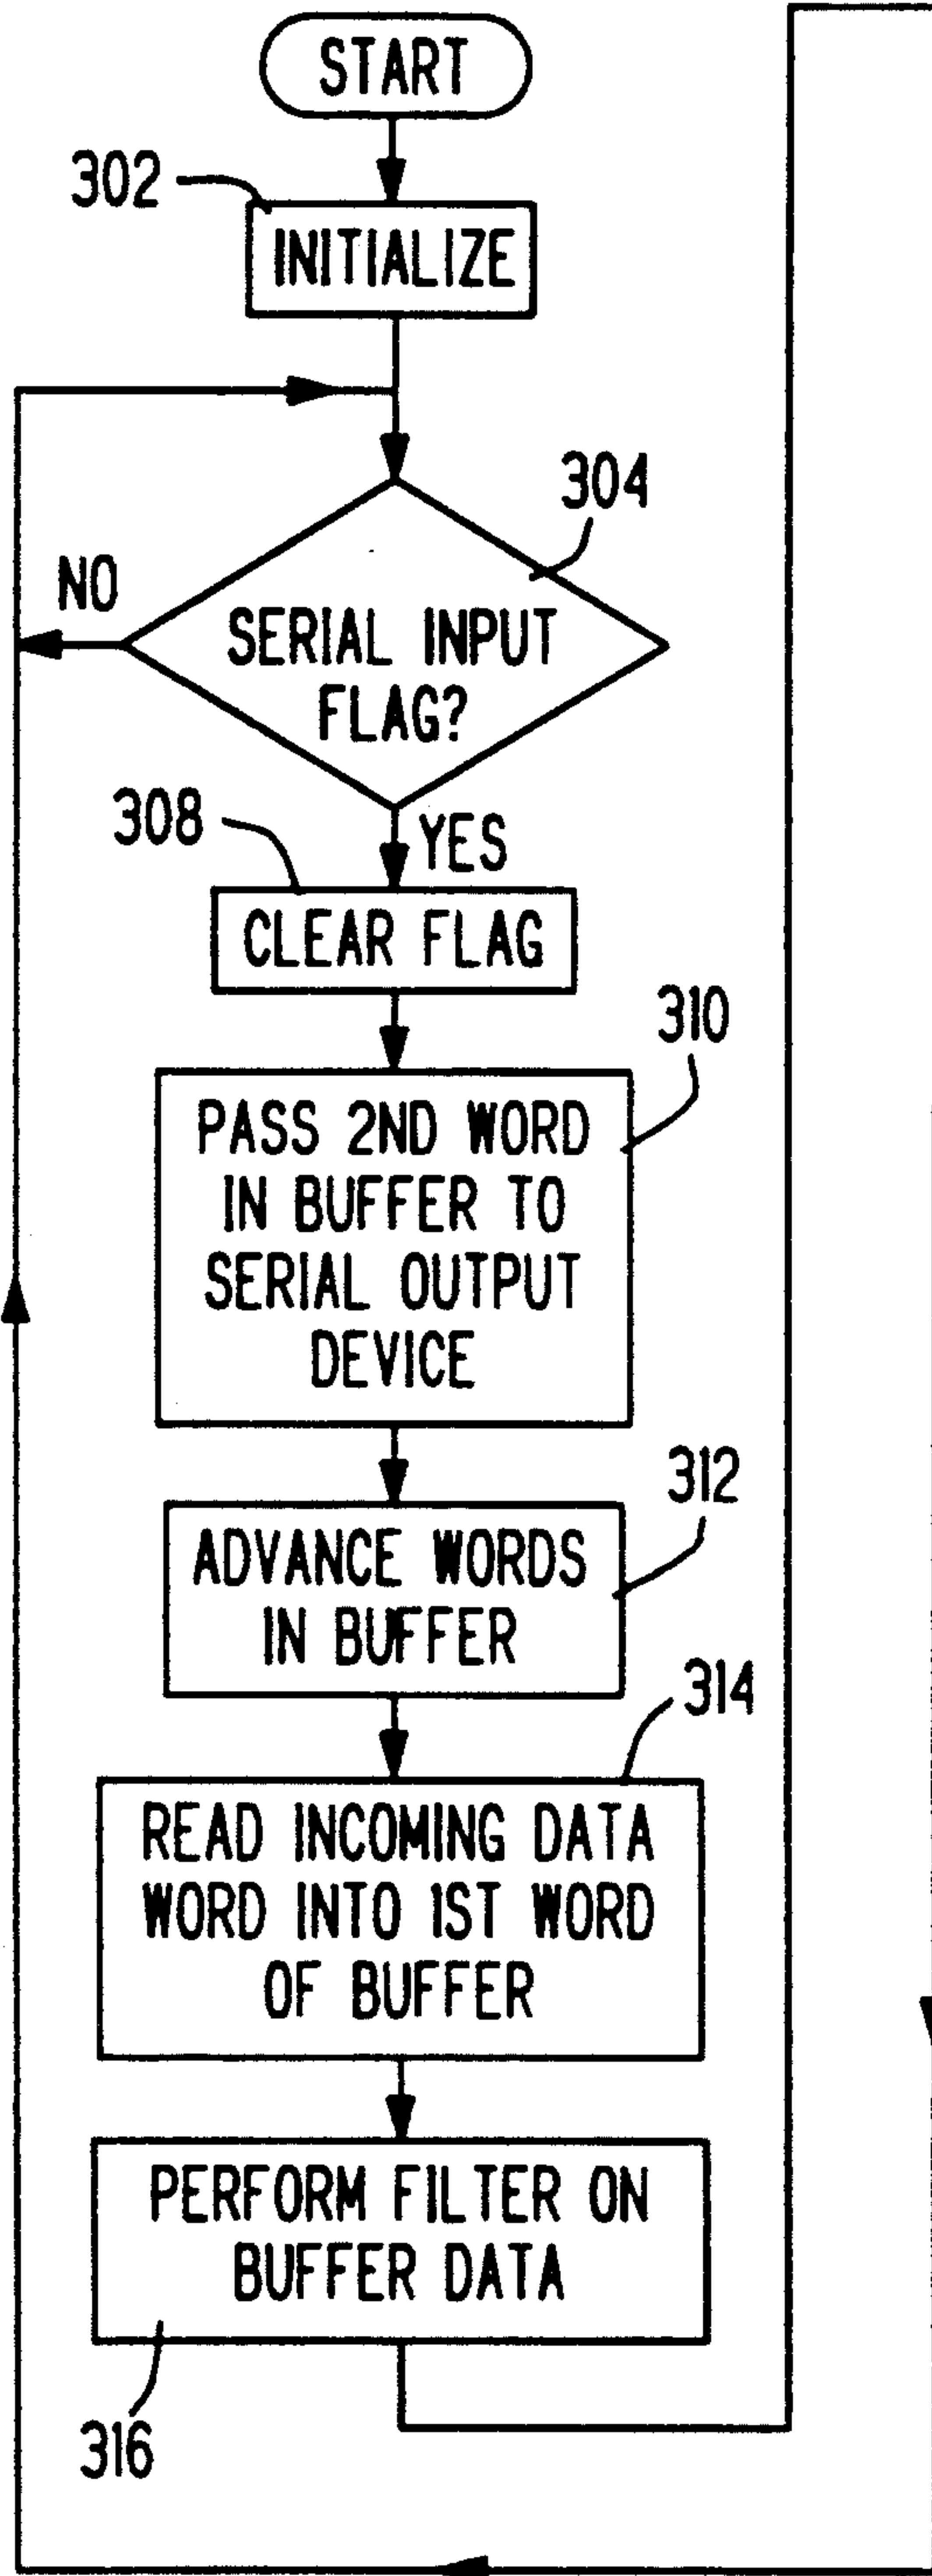 START
302
INITIALIZE
304
NO
SERIAL INPUT
FLAG?
308
YES
CLEAR FLAG
310
PASS 2ND WORD
IN BUFFER TO
SERIAL OUTPUT
DEVICE
312
ADVANCE WORDS
IN BUFFER
314
READ INCOMING DATA
WORD INTO 1ST WORD
OF BUFFER
PERFORM FILTER ON
BUFFER DATA
316